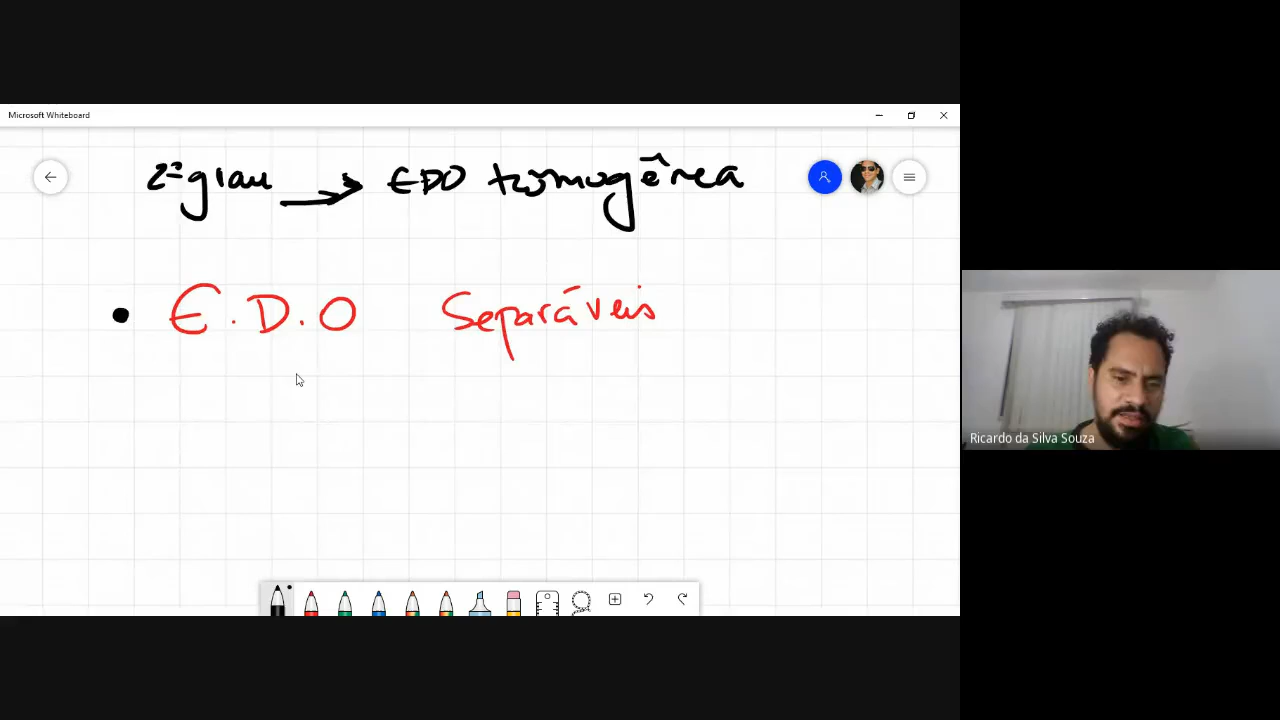 Microsoft Whiteboard
2º grau → EDO Homogênea
• E.D.O Separáveis
Ricardo da Silva Souza